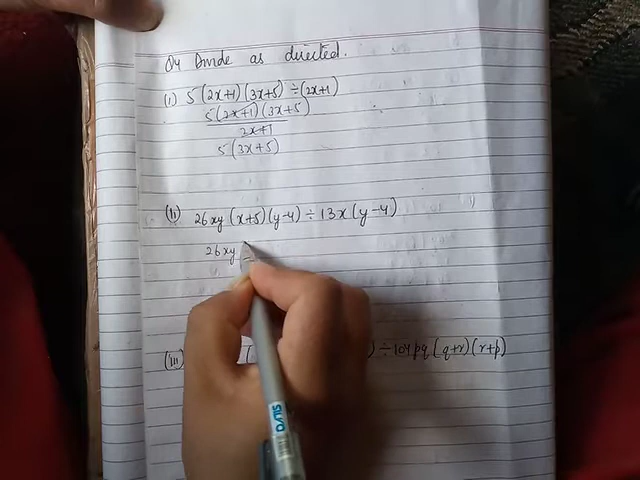 Q4 Divide as directed.
(i) 5(2x+1)(3x+5) ÷ (2x+1)
5(2x+1)(3x+5)
2x+1
5(3x+5)
(ii) 26xy(x+5)(y-4) ÷ 13x(y-4)
26xy
(iii) ( ) ÷ 104pq(q+r)(r+p)